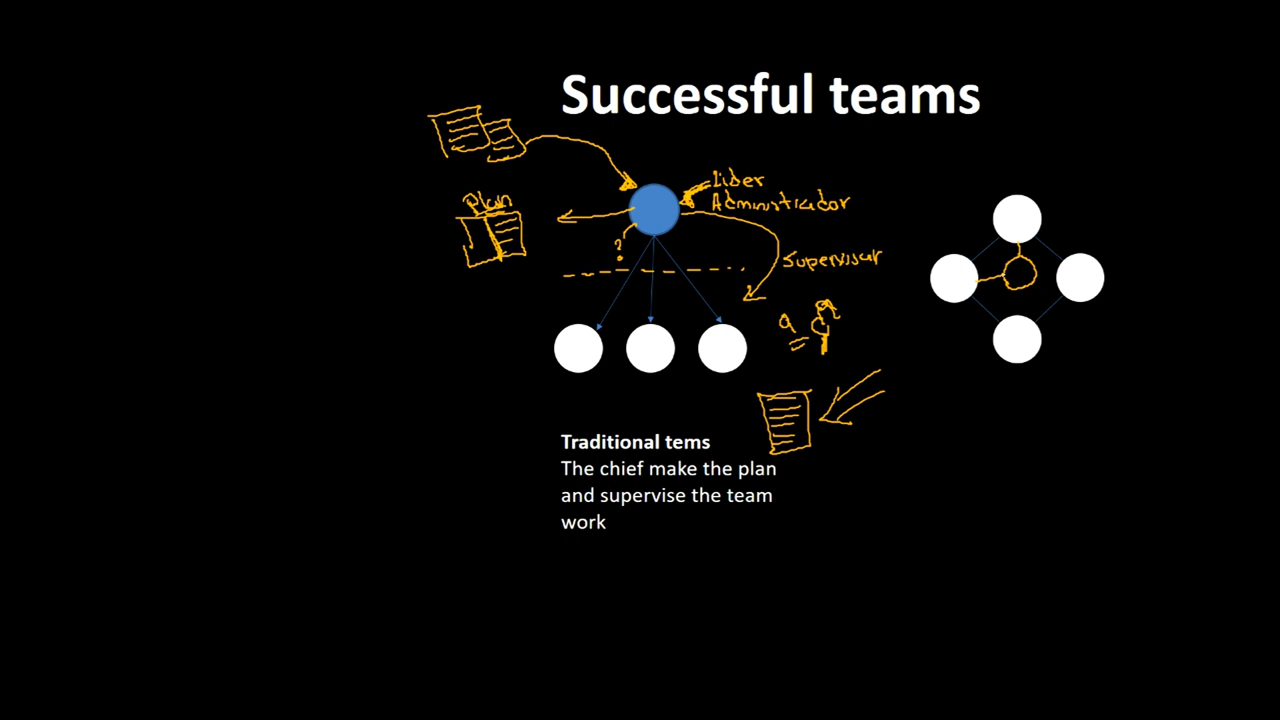 Successful teams
Plan
Lider
Administrador
?
Supervisar
Traditional tems
The chief make the plan
and supervise the team
work